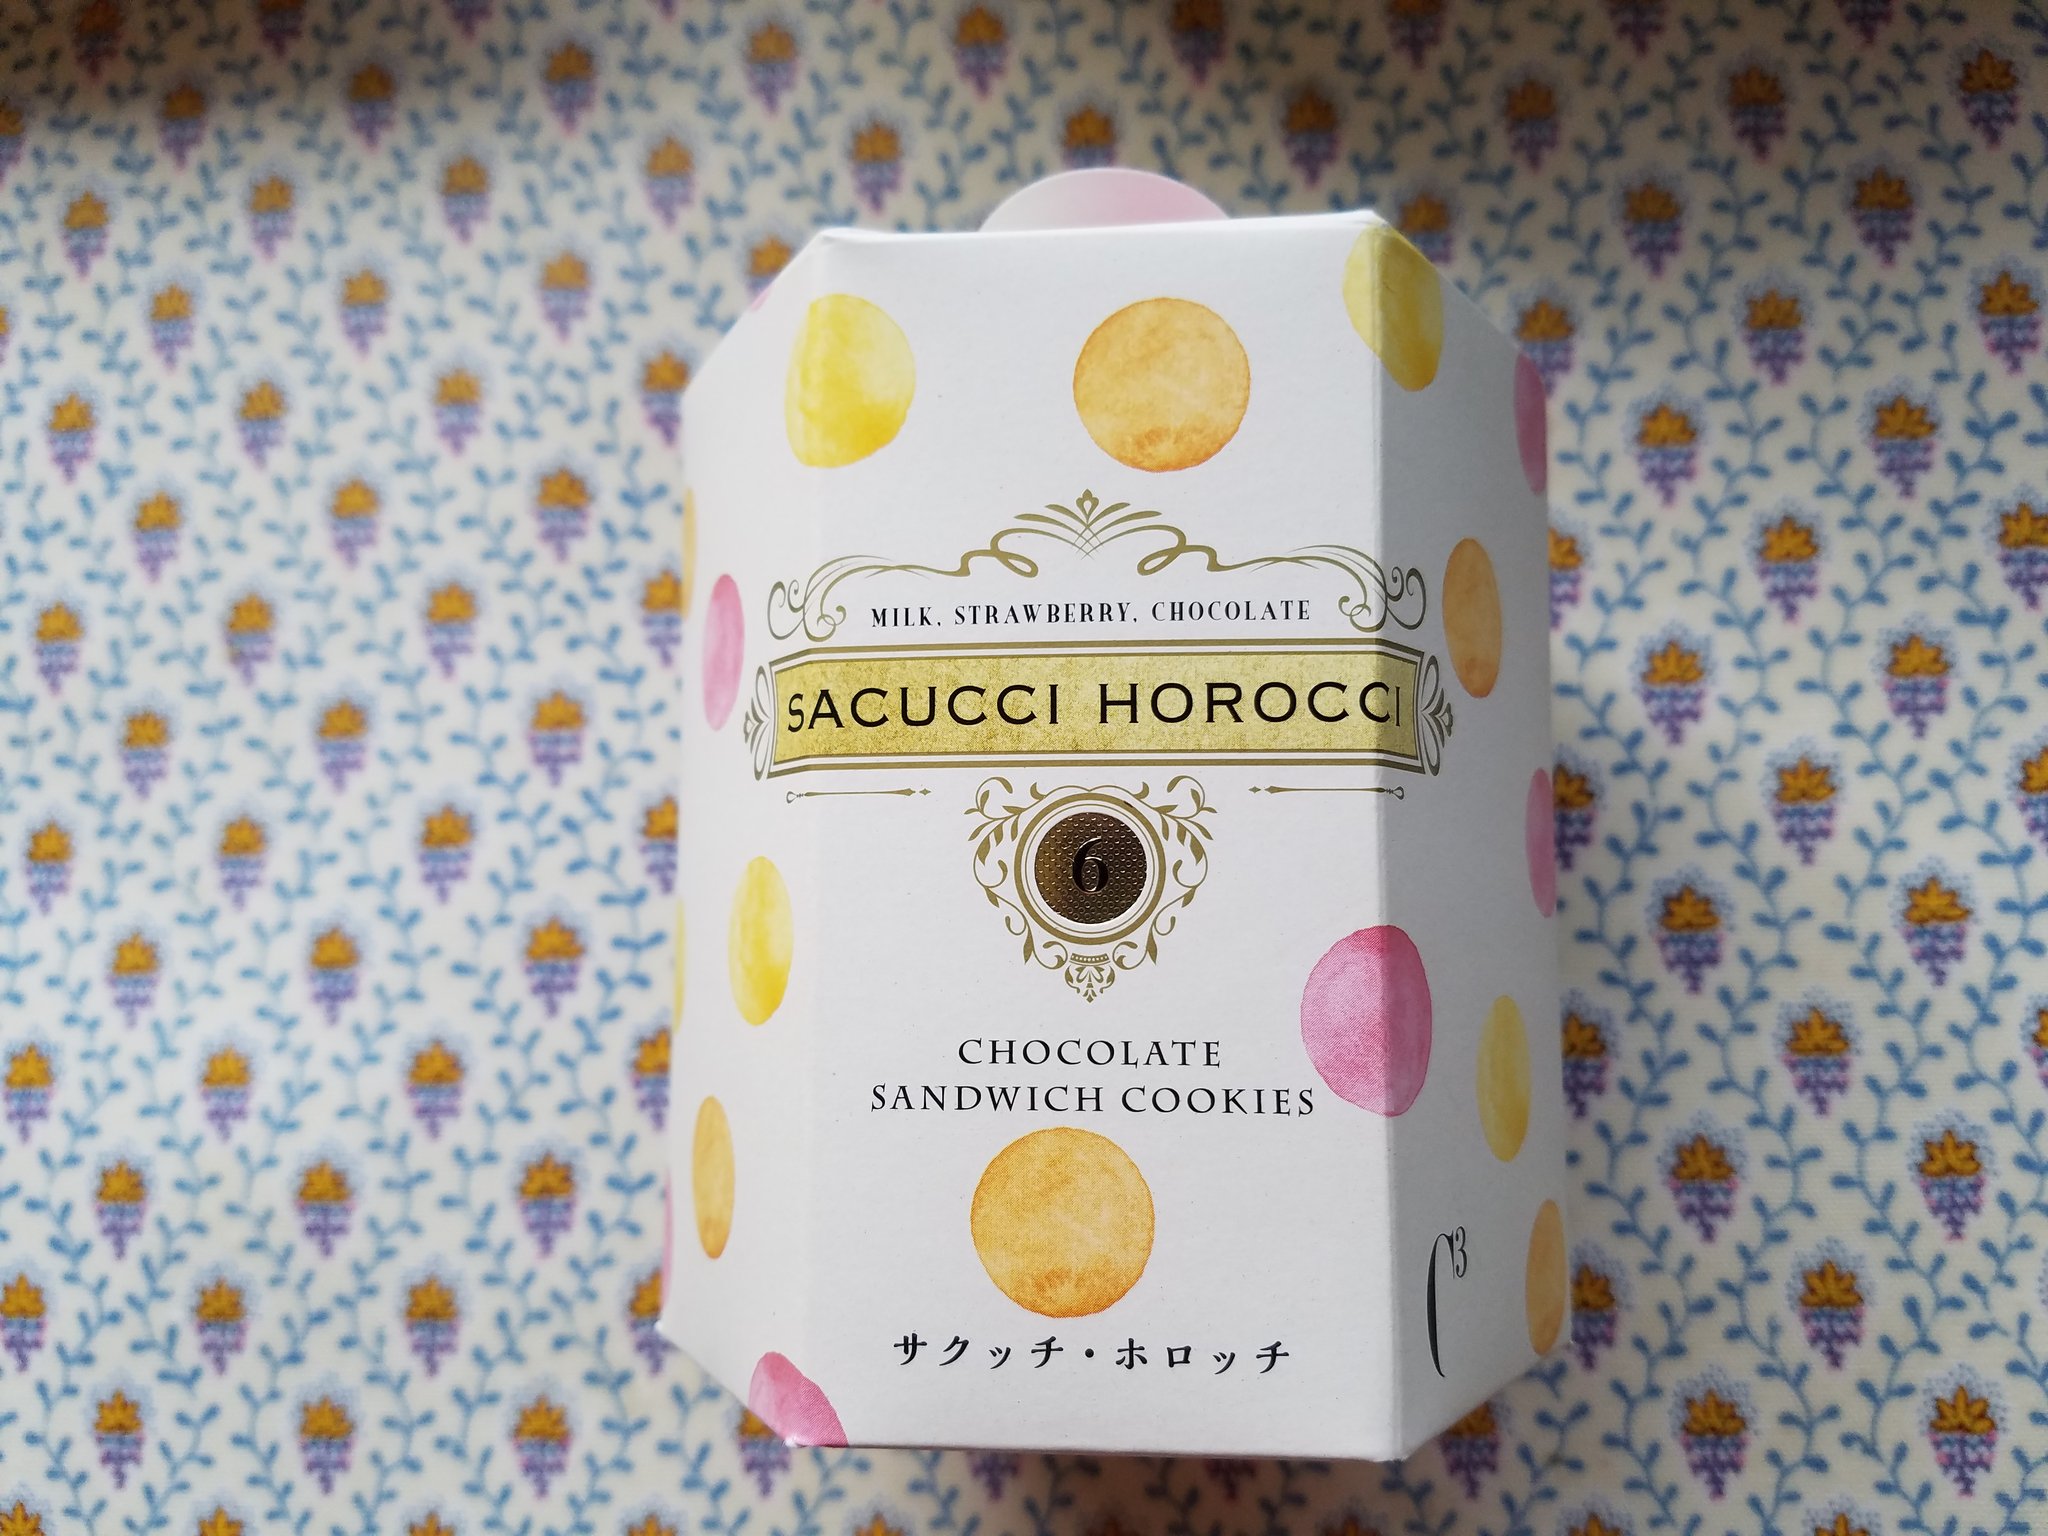 MILK, STRAWBERRY, CHOCOLATE
SACUCCI HOROCCI
6
CHOCOLATE
SANDWICH COOKIES
サクッチ・ホロッチ
C3